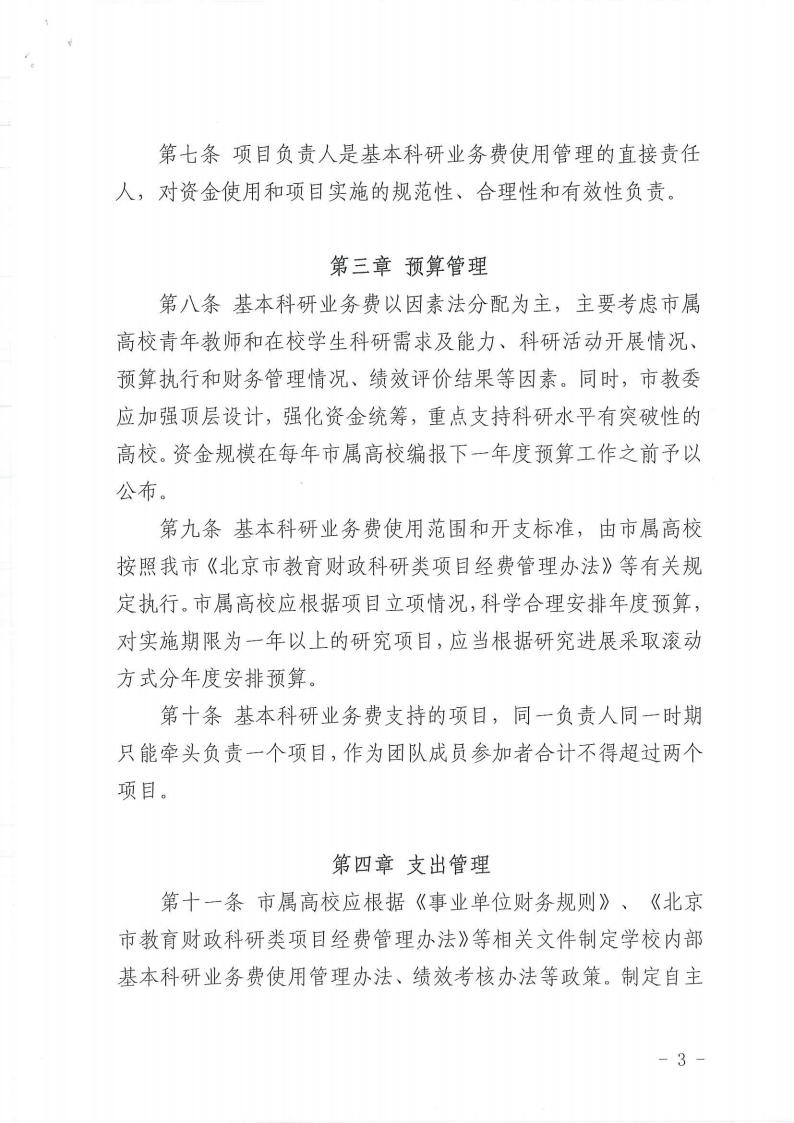 第七条 项目负责人是基本科研业务费使用管理的直接责任
人，对资金使用和项目实施的规范性、合理性和有效性负责。
第三章 预算管理
第八条 基本科研业务费以因素法分配为主，主要考虑市属
高校青年教师和在校学生科研需求及能力、科研活动开展情况、
预算执行和财务管理情况、绩效评价结果等因素。同时，市教委
应加强顶层设计，强化资金统筹，重点支持科研水平有突破性的
高校。资金规模在每年市属高校编报下一年度预算工作之前予以
公布。
第九条 基本科研业务费使用范围和开支标准，由市属高校
按照我市《北京市教育财政科研类项目经费管理办法》等有关规
定执行。市属高校应根据项目立项情况，科学合理安排年度预算，
对实施期限为一年以上的研究项目，应当根据研究进展采取滚动
方式分年度安排预算。
第十条 基本科研业务费支持的项目，同一负责人同一时期
只能牵头负责一个项目，作为团队成员参加者合计不得超过两个
项目。
第四章 支出管理
第十一条 市属高校应根据《事业单位财务规则》、《北京
市教育财政科研类项目经费管理办法》等相关文件制定学校内部
基本科研业务费使用管理办法、绩效考核办法等政策。制定自主
- 3 -